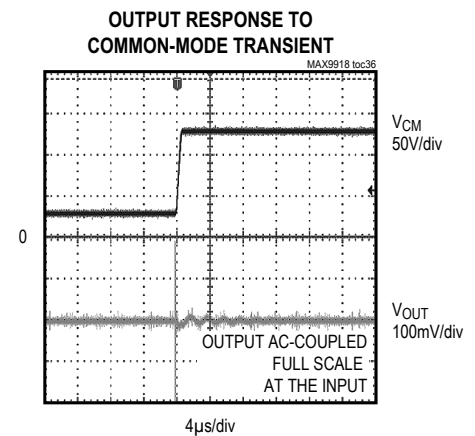 OUTPUT RESPONSE TO
COMMON-MODE TRANSIENT
MAX9918 toc36
VCM
50V/div
0
VOUT
100mV/div
OUTPUT AC-COUPLED
FULL SCALE
AT THE INPUT
4µs/div